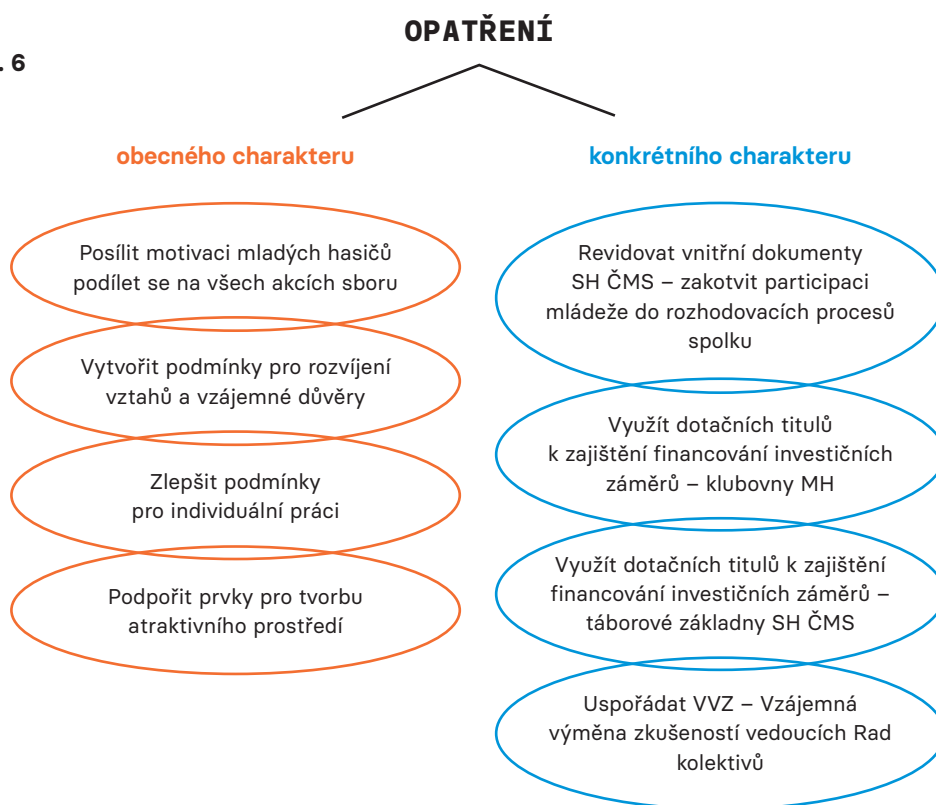 OPATŘENÍ
. 6
obecného charakteru
Posílit motivaci mladých hasičů
podílet se na všech akcích sboru
Vytvořit podmínky pro rozvíjení
vztahů a vzájemné důvěry
Zlepšit podmínky
pro individuální práci
Podpořit prvky pro tvorbu
atraktivního prostředí
konkrétního charakteru
Revidovat vnitřní dokumenty
SH ČMS – zakotvit participaci
mládeže do rozhodovacích procesů
spolku
Využít dotačních titulů
k zajištění financování investičních
záměrů – klubovny MH
Využít dotačních titulů k zajištění
financování investičních záměrů –
táborové základny SH ČMS
Uspořádat VVZ – Vzájemná
výměna zkušeností vedoucích Rad
kolektivů